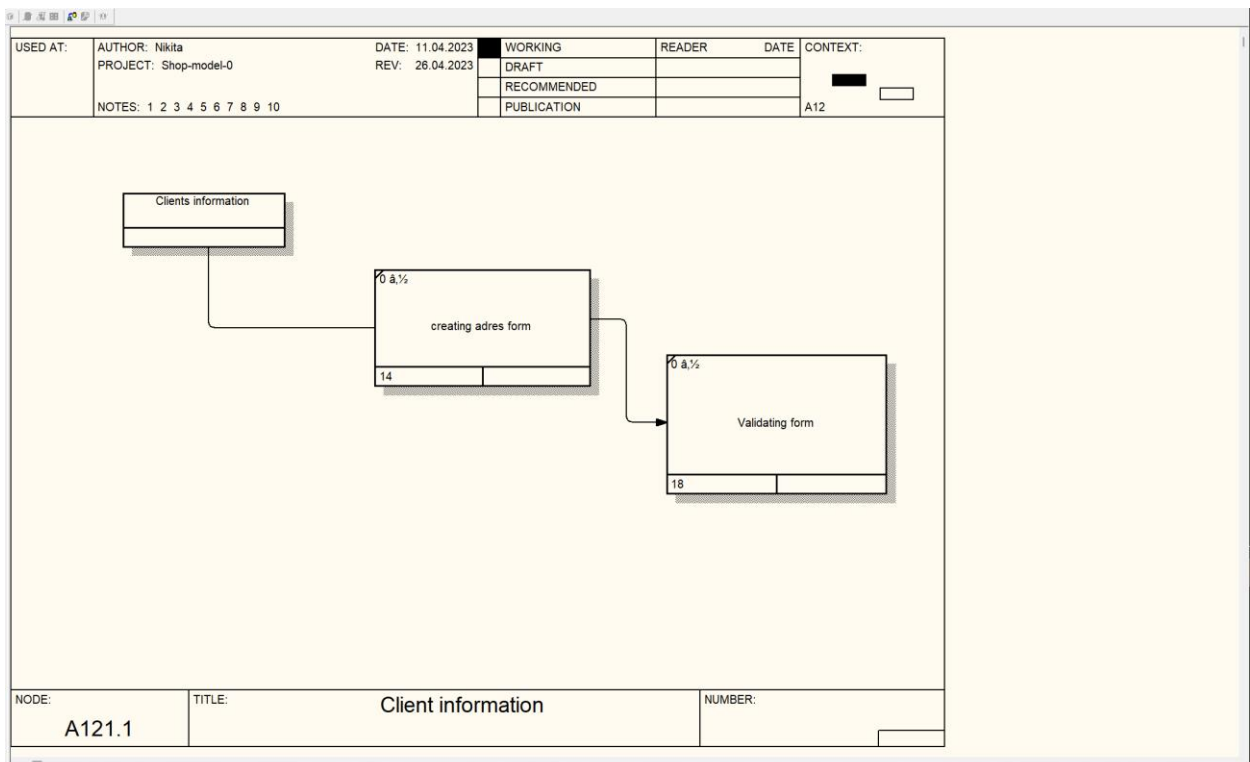 USED AT:
AUTHOR: Nikita
DATE: 11.04.2023
WORKING
READER
DATE
CONTEXT:
PROJECT: Shop-model-0
REV: 26.04.2023
DRAFT
RECOMMENDED
NOTES: 1 2 3 4 5 6 7 8 9 10
PUBLICATION
A12
Clients information
0 â‚½
creating adres form
14
0 â‚½
Validating form
18
NODE:
A121.1
TITLE:
Client information
NUMBER: